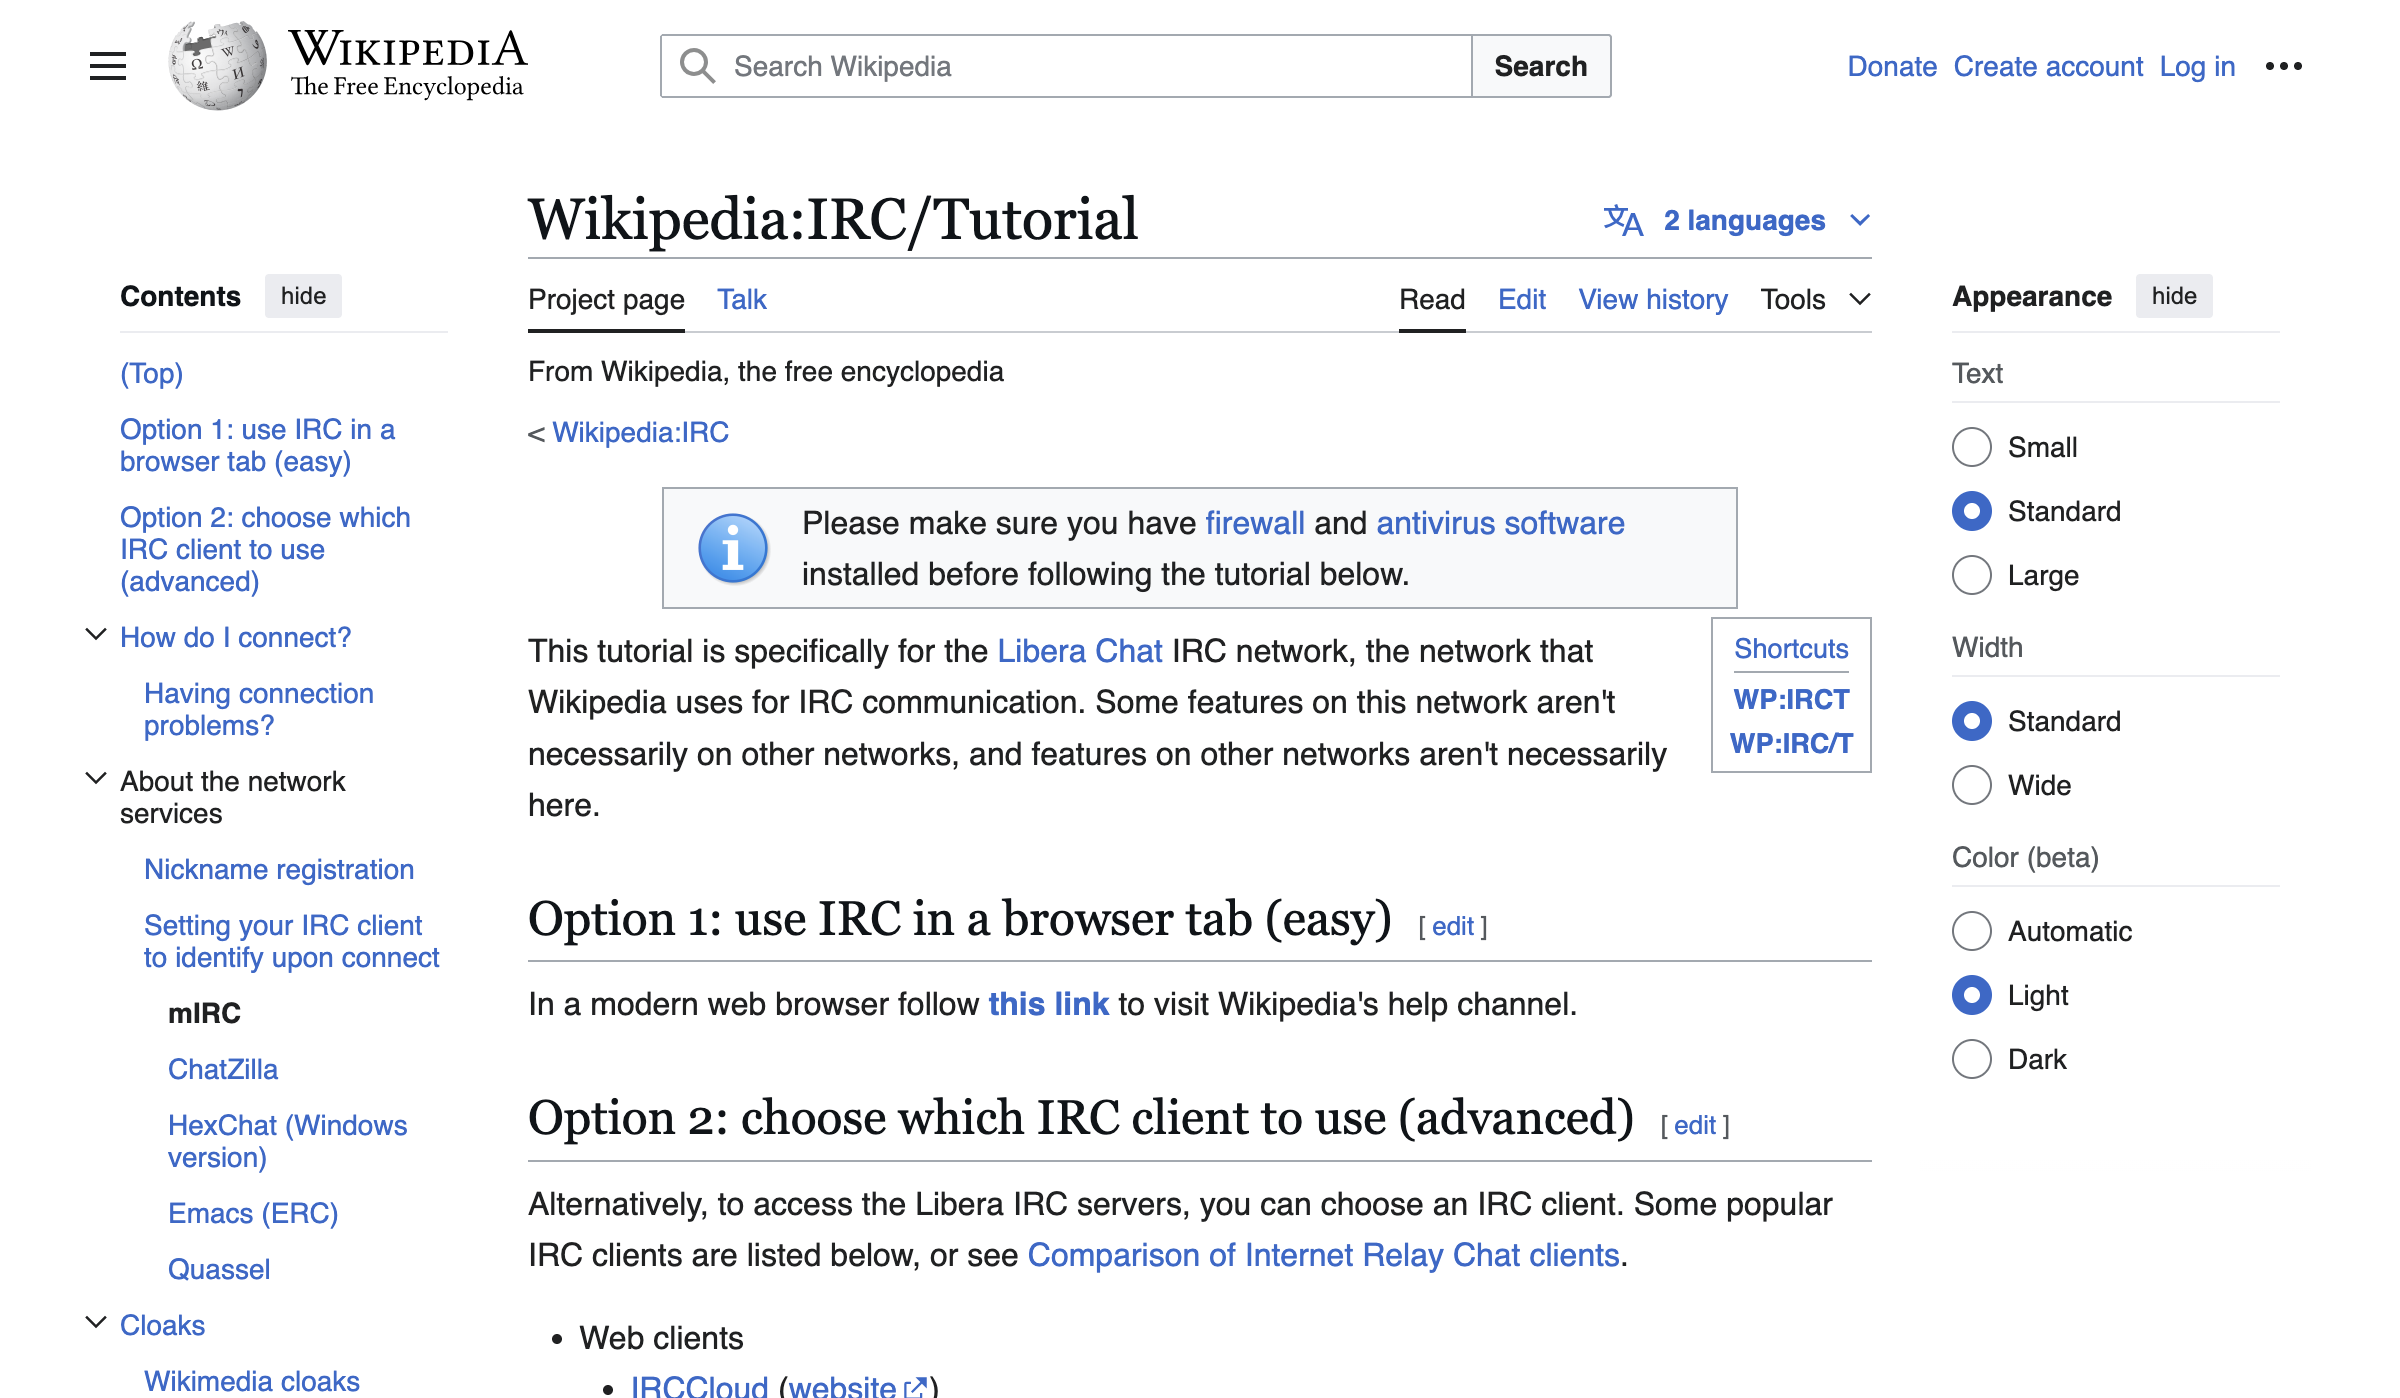 WIKIPEDIA
The Free Encyclopedia
Search Wikipedia
Search
Donate Create account Log in
Contents hide
(Top)
Option 1: use IRC in a
browser tab (easy)
Option 2: choose which
IRC client to use
(advanced)
How do I connect?
Having connection
problems?
About the network
services
Nickname registration
Setting your IRC client
to identify upon connect
mIRC
ChatZilla
HexChat (Windows
version)
Emacs (ERC)
Quassel
Cloaks
Wikimedia cloaks
Wikipedia:IRC/Tutorial
2 languages
Project page Talk
Read Edit View history Tools
From Wikipedia, the free encyclopedia
< Wikipedia:IRC
Please make sure you have firewall and antivirus software
installed before following the tutorial below.
Shortcuts
WP:IRCT
WP:IRC/T
This tutorial is specifically for the Libera Chat IRC network, the network that
Wikipedia uses for IRC communication. Some features on this network aren't
necessarily on other networks, and features on other networks aren't necessarily
here.
Option 1: use IRC in a browser tab (easy) [ edit ]
In a modern web browser follow this link to visit Wikipedia's help channel.
Option 2: choose which IRC client to use (advanced) [ edit ]
Alternatively, to access the Libera IRC servers, you can choose an IRC client. Some popular
IRC clients are listed below, or see Comparison of Internet Relay Chat clients.
• Web clients
• IRCCloud (website)
Appearance hide
Text
Small
Standard
Large
Width
Standard
Wide
Color (beta)
Automatic
Light
Dark